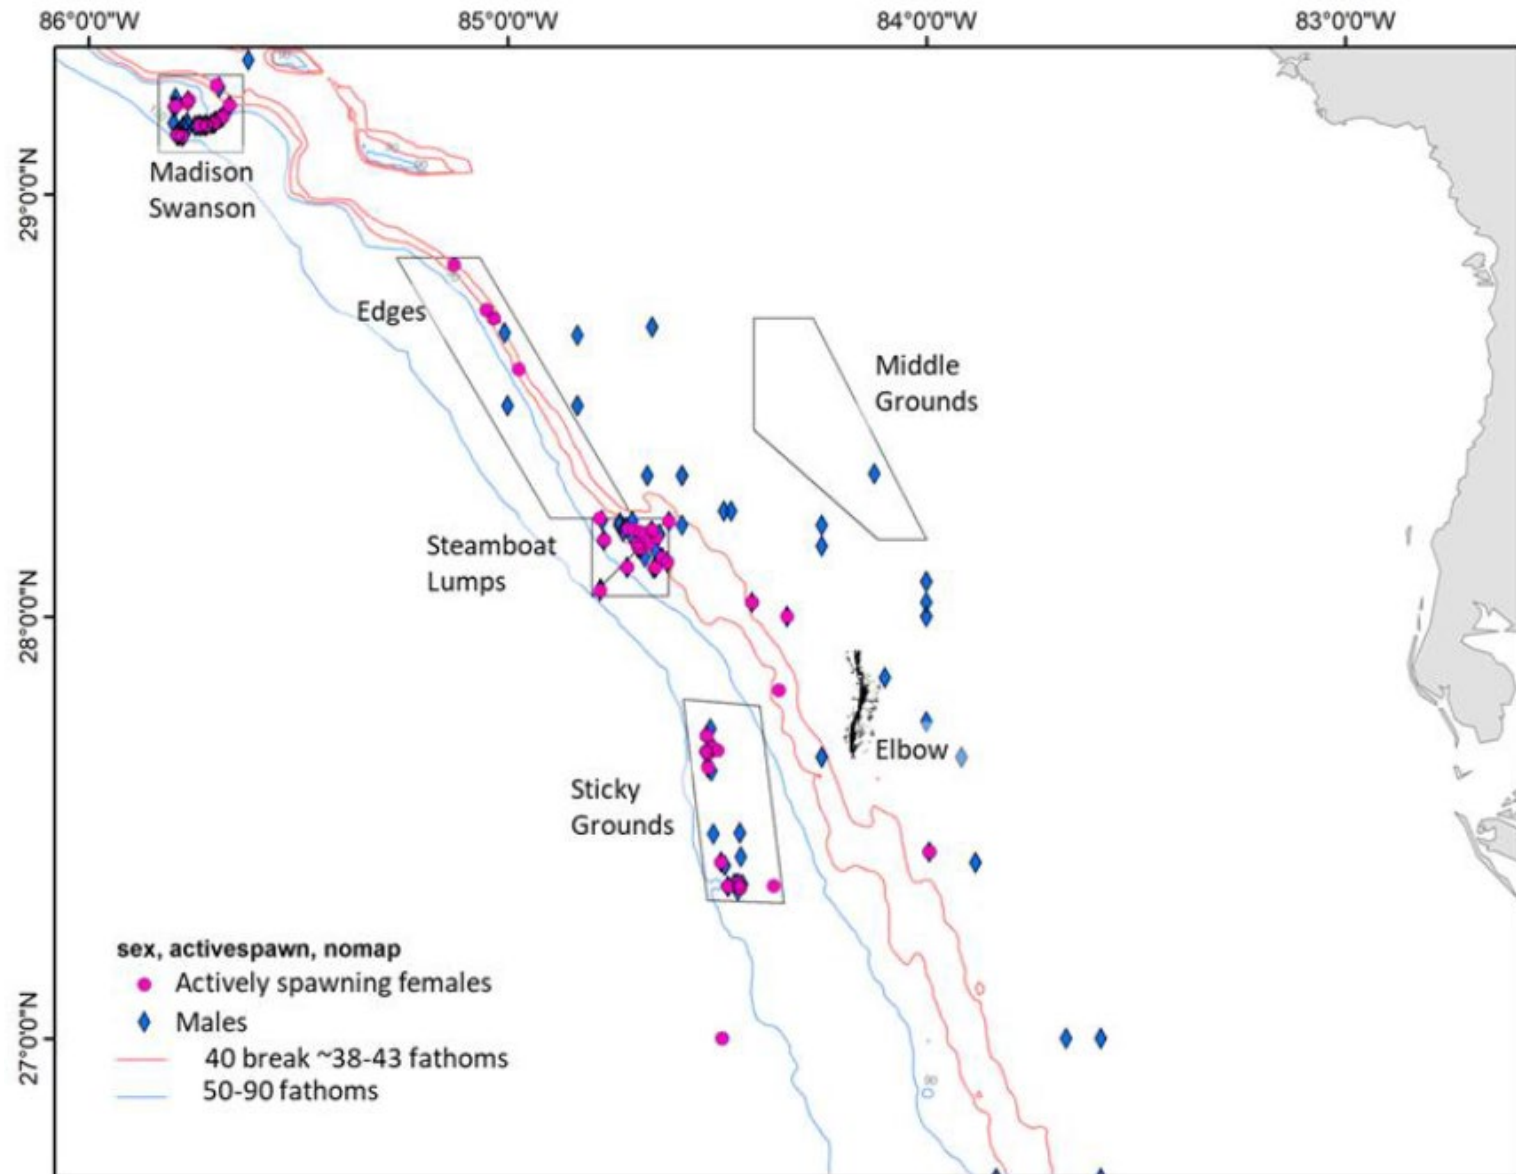 86°0'0"W 85°0'0"W 84°0'0"W 83°0'0"W
29°0'0"N
28°0'0"N
27°0'0"N
Madison
Swanson
Edges
Middle
Grounds
Steamboat
Lumps
Elbow
Sticky
Grounds
sex, activespawn, nomap
Actively spawning females
Males
40 break ~38-43 fathoms
50-90 fathoms